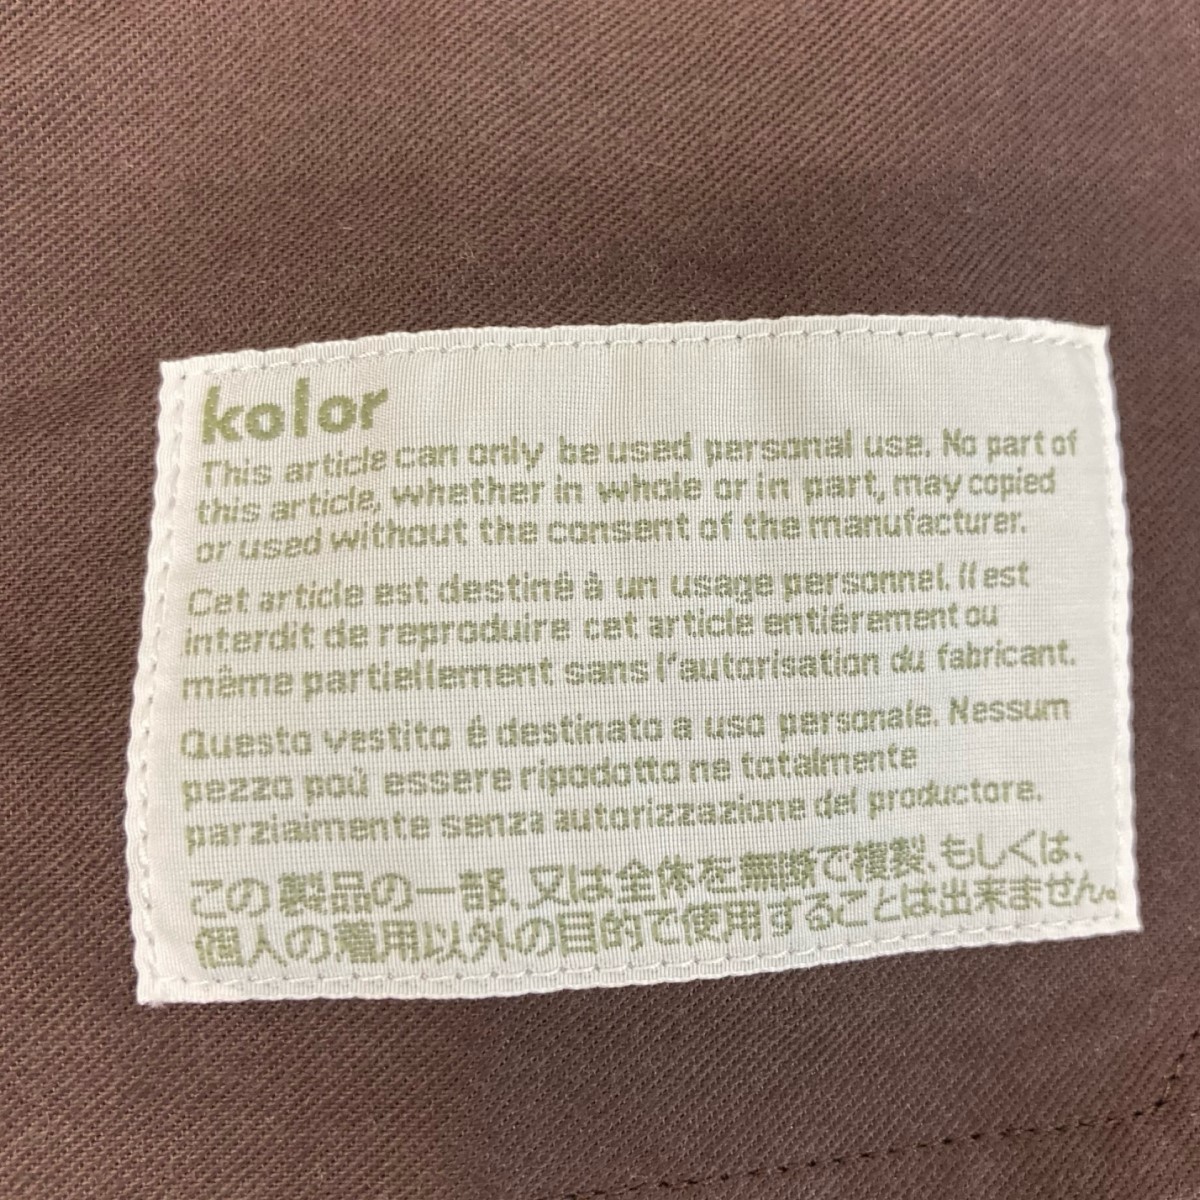 kolor
This article can only be used personal use. No part of
this article, whether in whole or in part, may copied
or used without the consent of the manufacturer.
Cet article est destiné à un usage personnel. Il est
interdit de reproduire cet article entiérement ou
même partiellement sans l'autorisation du fabricant.
Questo vestito é destinato a uso personale. Nessum
pezzo poù essere ripodotto ne totalmente
parzialmente senza autorizzazione del productore.
この製品の一部、又は全体を無断で複製、もしくは、
個人の着用以外の目的で使用することは出来ません。